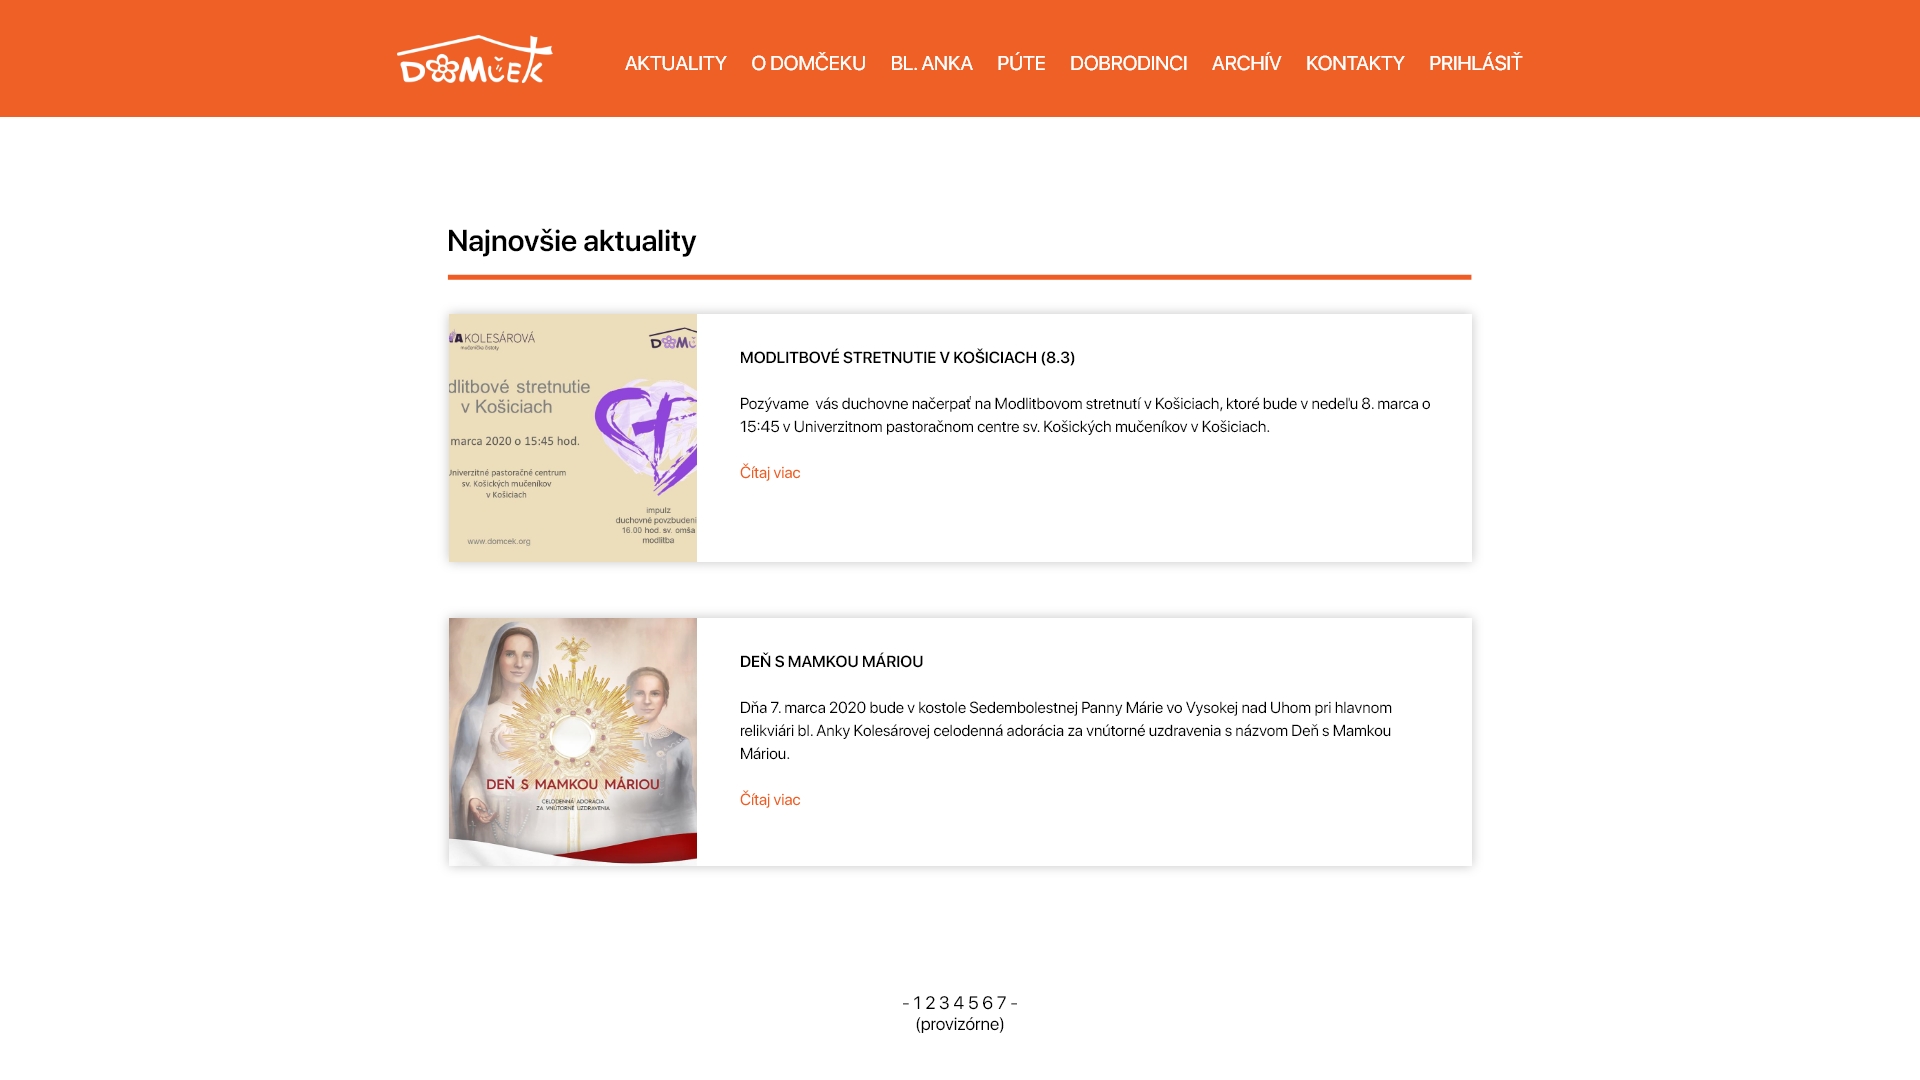 DOMČEK
AKTUALITY O DOMČEKU BL. ANKA PÚTE DOBRODINCI ARCHÍV KONTAKTY PRIHLÁSIŤ
Najnovšie aktuality
KOLESÁROVÁ
mučeníčka čistoty
DOMČ
dlitbové stretnutie
v Košiciach
marca 2020 o 15:45 hod.
Univerzitné pastoračné centrum
sv. Košických mučeníkov
v Košiciach
impulz
duchovné povzbudeni
16.00 hod. sv. omša
modlitba
www.domcek.org
MODLITBOVÉ STRETNUTIE V KOŠICIACH (8.3)
Pozývame  vás duchovne načerpať na Modlitbovom stretnutí v Košiciach, ktoré bude v nedeľu 8. marca o
15:45 v Univerzitnom pastoračnom centre sv. Košických mučeníkov v Košiciach.
Čítaj viac
DEŇ S MAMKOU MÁRIOU
CELODENNÁ ADORÁCIA
ZA VNÚTORNÉ UZDRAVENIA
DEŇ S MAMKOU MÁRIOU
Dňa 7. marca 2020 bude v kostole Sedembolestnej Panny Márie vo Vysokej nad Uhom pri hlavnom
relikviári bl. Anky Kolesárovej celodenná adorácia za vnútorné uzdravenia s názvom Deň s Mamkou
Máriou.
Čítaj viac
- 1 2 3 4 5 6 7 -
(provizórne)